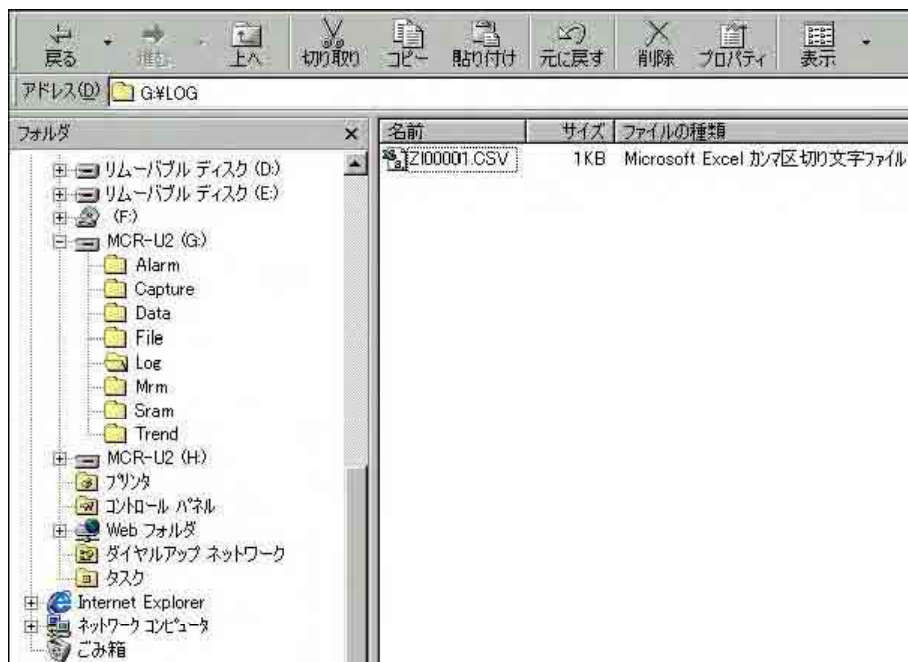 戻る
進む
上へ
切り取り
コピー
貼り付け
元に戻す
削除
プロパティ
表示
アドレス(D) G:¥LOG
フォルダ ×
リムーバブル ディスク (D:)
リムーバブル ディスク (E:)
(F:)
MCR-U2 (G:)
Alarm
Capture
Data
File
Log
Mrm
Sram
Trend
MCR-U2 (H:)
プリンタ
コントロール パネル
Web フォルダ
ダイヤルアップ ネットワーク
タスク
Internet Explorer
ネットワーク コンピュータ
ごみ箱
名前 サイズ ファイルの種類
ZI00001.CSV 1KB Microsoft Excel カンマ区切り文字ファイル